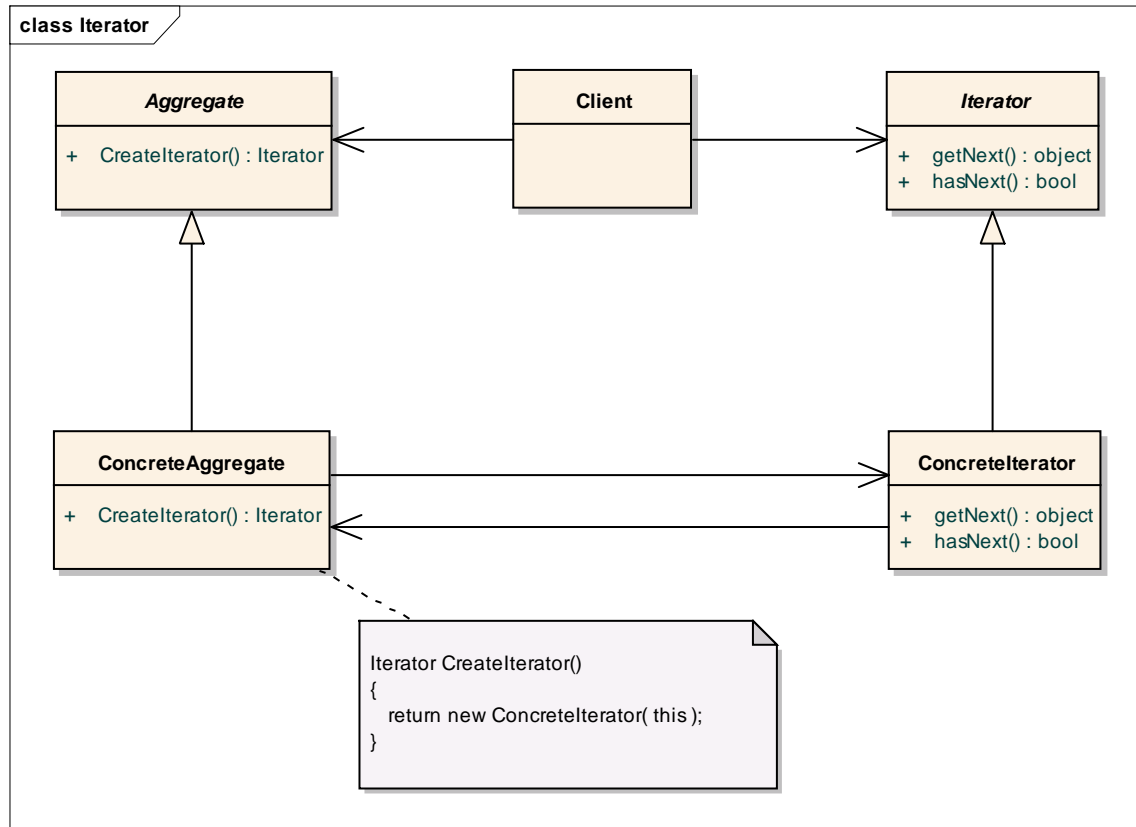 class Iterator
Aggregate
+ CreateIterator() : Iterator
Client
Iterator
+ getNext() : object
+ hasNext() : bool
ConcreteAggregate
+ CreateIterator() : Iterator
ConcreteIterator
+ getNext() : object
+ hasNext() : bool
Iterator CreateIterator()
{
return new ConcreteIterator( this );
}